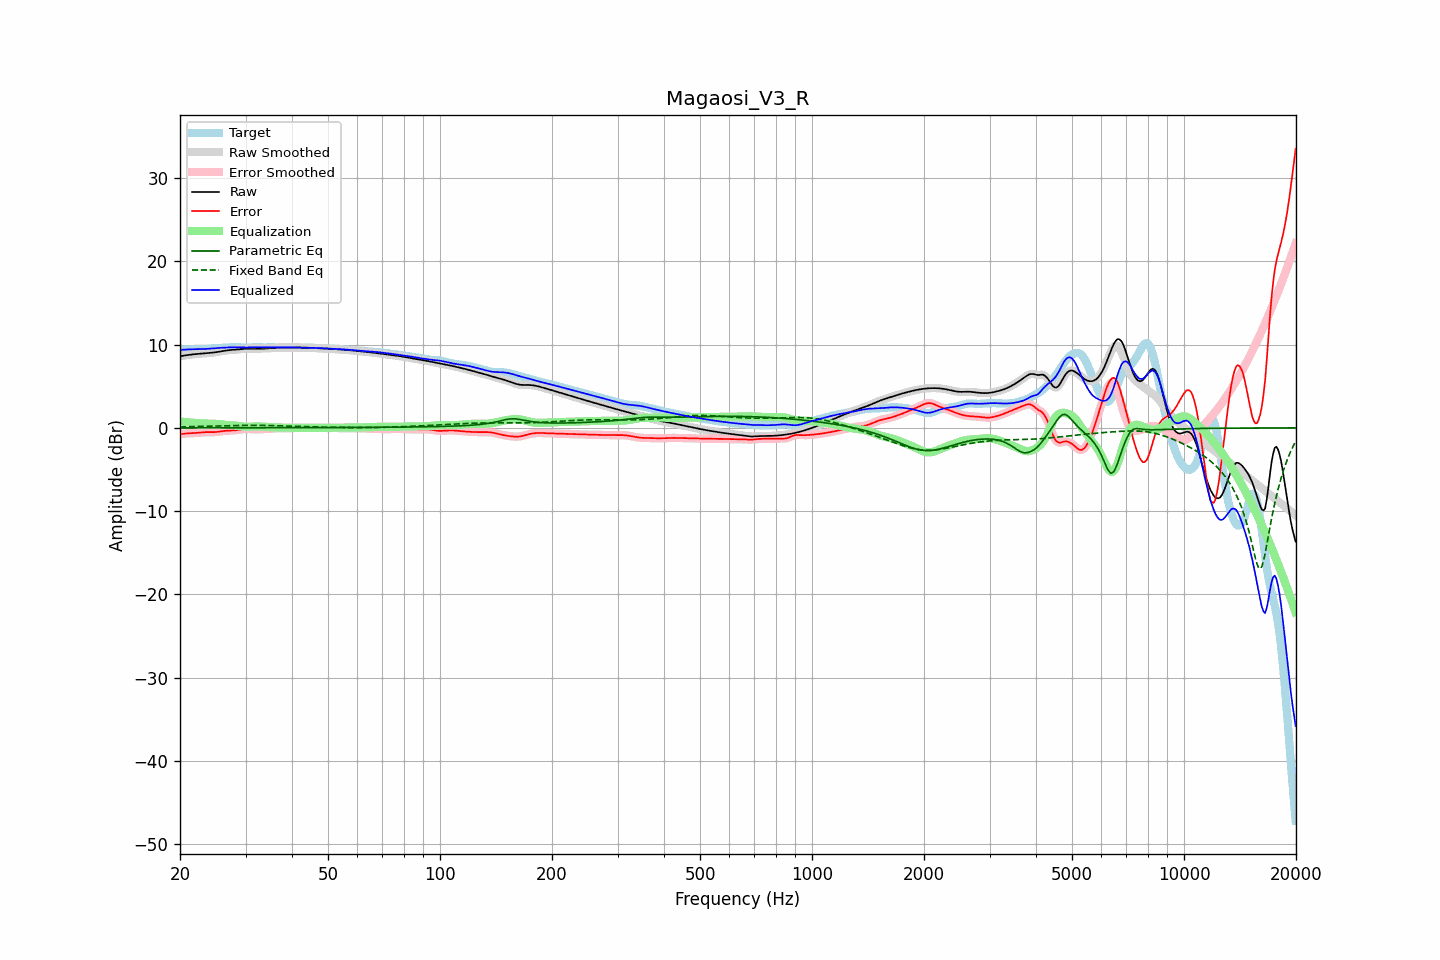 Magaosi_V3_R
Target
Raw Smoothed
Error Smoothed
Raw
Error
Equalization
Parametric Eq
Fixed Band Eq
Equalized
Amplitude (dBr)
30
20
10
0
−10
−20
−30
−40
−50
20 50 100 200 500 1000 2000 5000 10000 20000
Frequency (Hz)